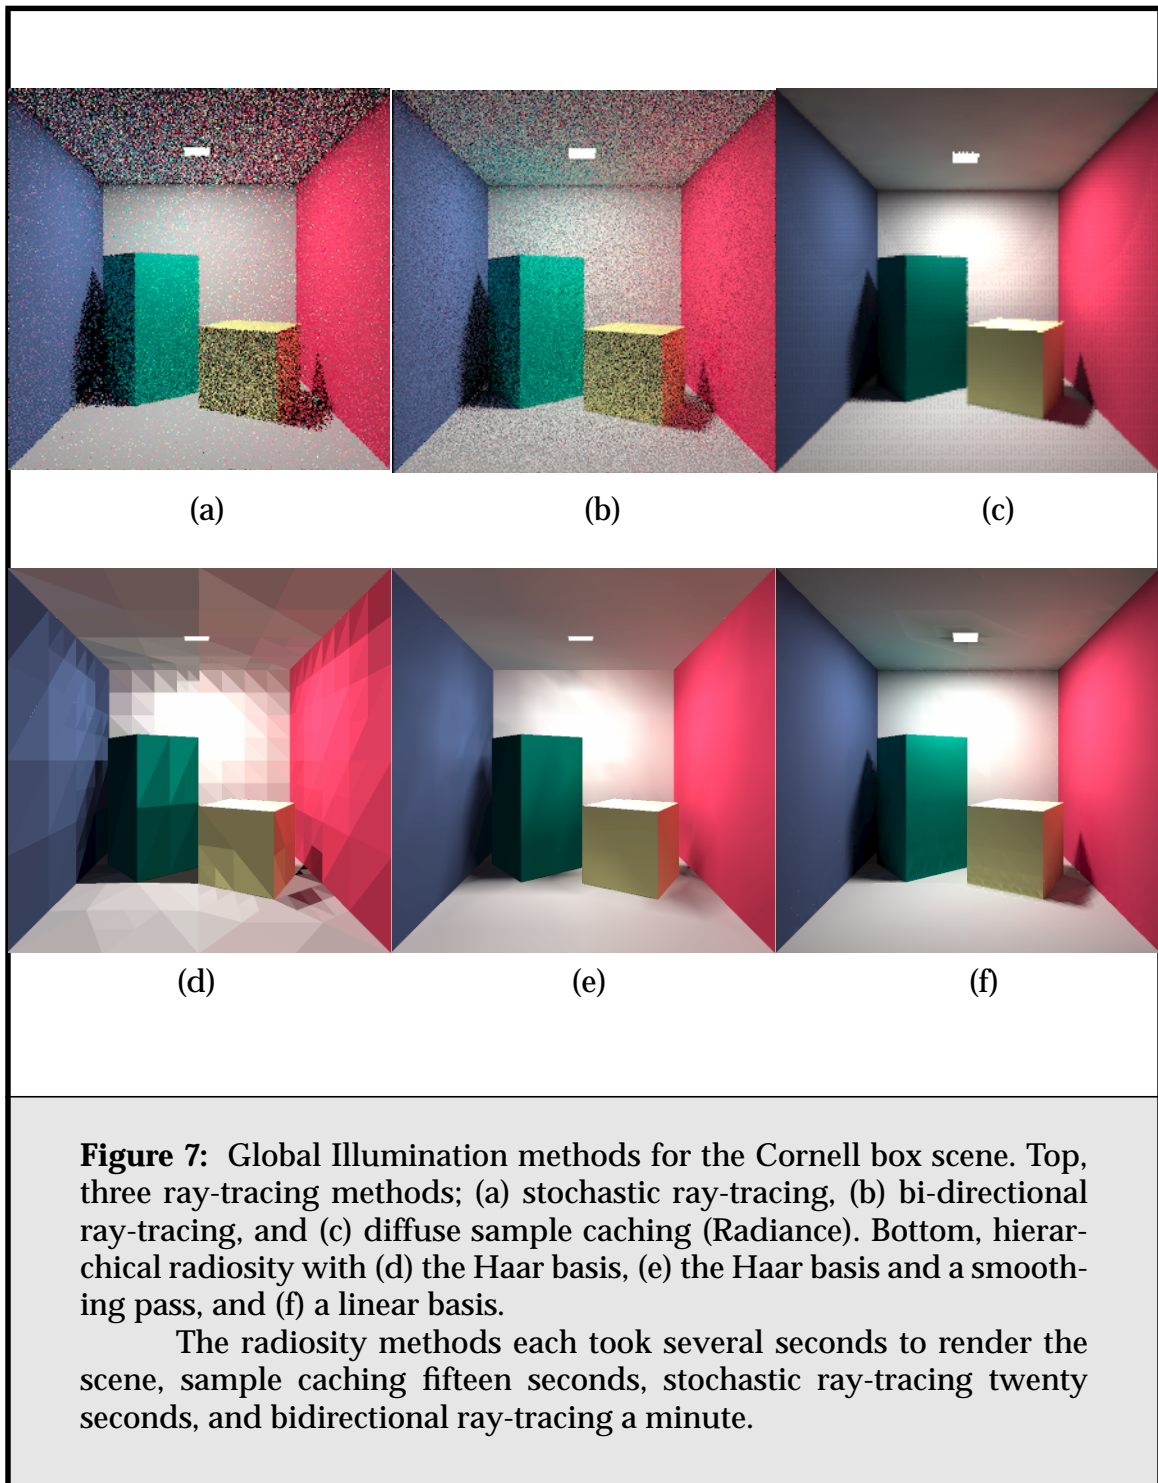 (a)
(b)
(c)
(d)
(e)
(f)
Figure 7: Global Illumination methods for the Cornell box scene. Top,
three ray-tracing methods; (a) stochastic ray-tracing, (b) bi-directional
ray-tracing, and (c) diffuse sample caching (Radiance). Bottom, hierar-
chical radiosity with (d) the Haar basis, (e) the Haar basis and a smooth-
ing pass, and (f) a linear basis.
The radiosity methods each took several seconds to render the
scene, sample caching fifteen seconds, stochastic ray-tracing twenty
seconds, and bidirectional ray-tracing a minute.